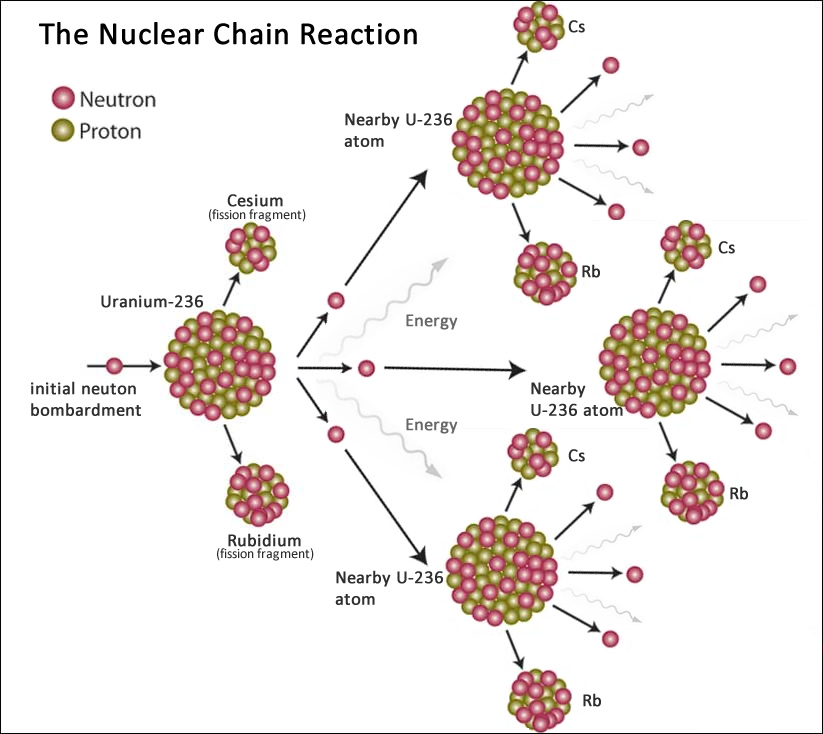 The Nuclear Chain Reaction
Neutron
Proton
Cs
Nearby U-236
atom
Rb
Cesium
(fission fragment)
Uranium-236
initial neuton
bombardment
Rubidium
(fission fragment)
Energy
Energy
Cs
Nearby
U-236 atom
Rb
Cs
Nearby U-236
atom
Rb